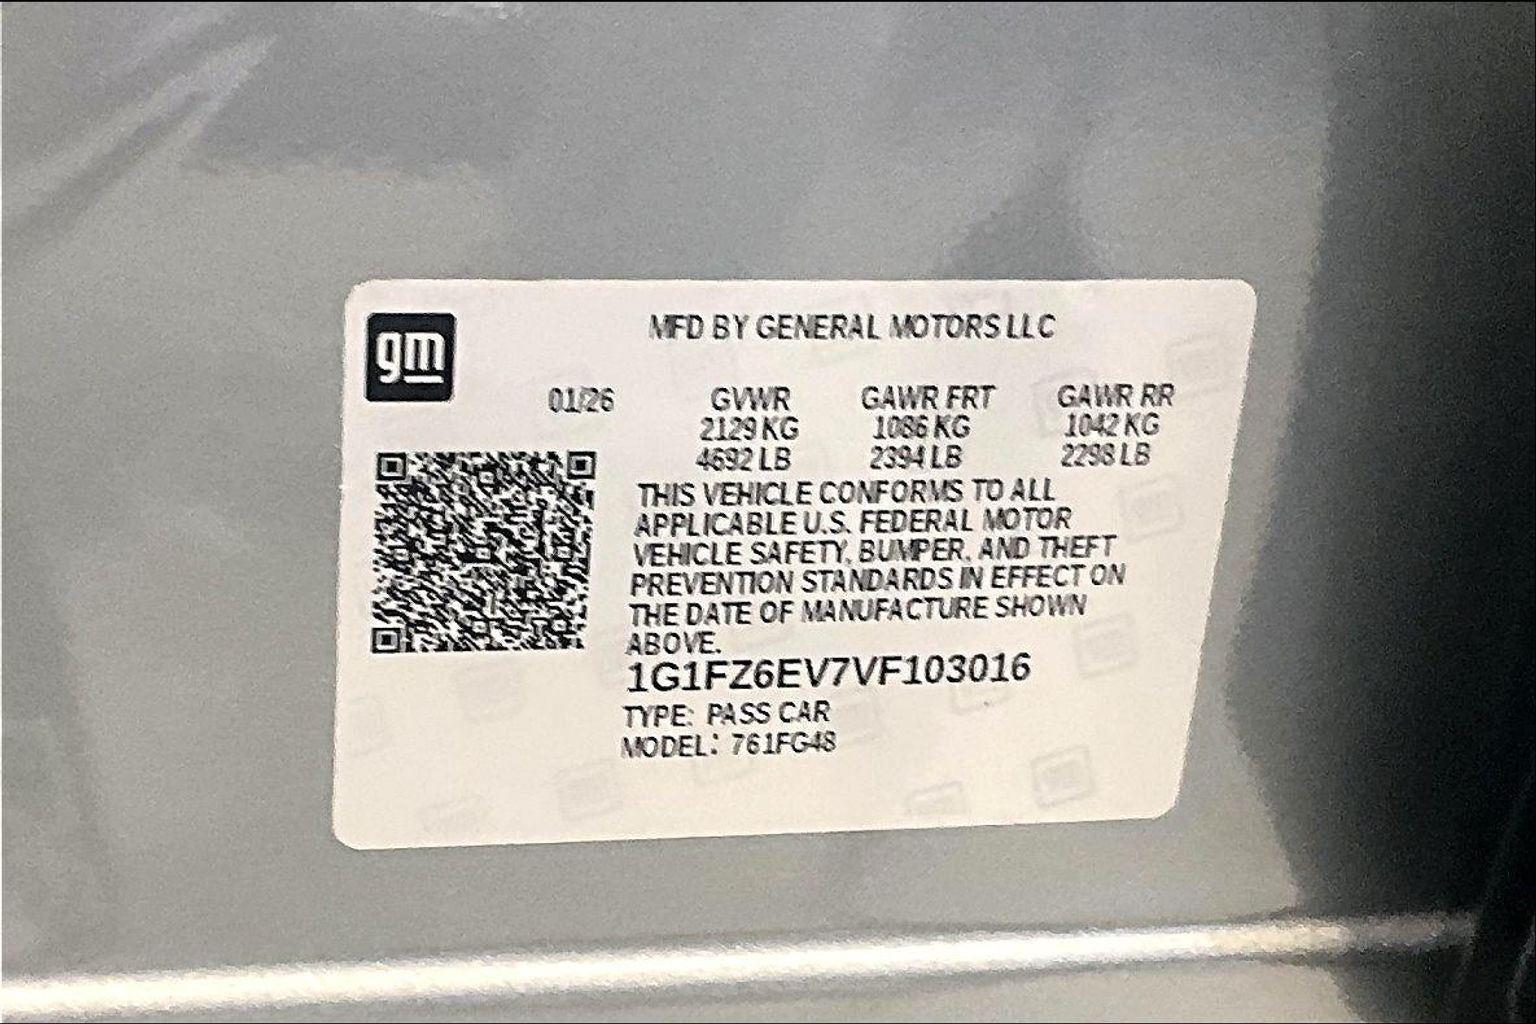 gm
MFD BY GENERAL MOTORS LLC
01/26 GVWR GAWR FRT GAWR RR
2129 KG 1086 KG 1042 KG
4692 LB 2394 LB 2298 LB
THIS VEHICLE CONFORMS TO ALL
APPLICABLE U.S. FEDERAL MOTOR
VEHICLE SAFETY, BUMPER, AND THEFT
PREVENTION STANDARDS IN EFFECT ON
THE DATE OF MANUFACTURE SHOWN
ABOVE.
1G1FZ6EV7VF103016
TYPE: PASS CAR
MODEL: 761FG48